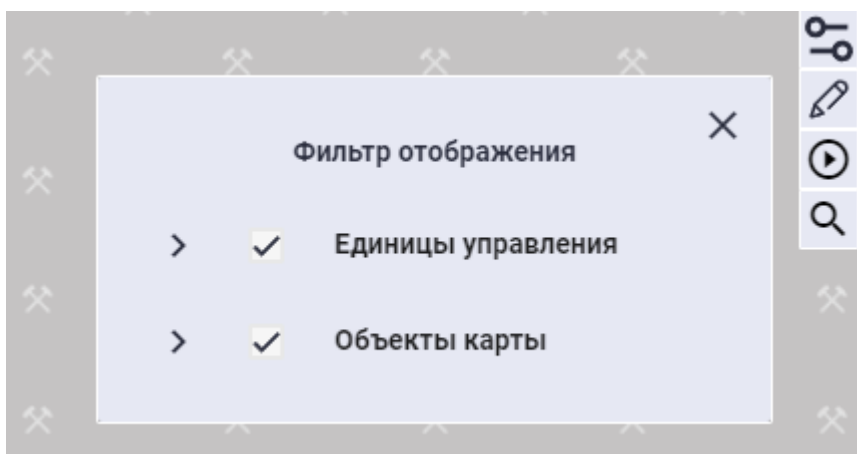 Фильтр отображения
Единицы управления
Объекты карты